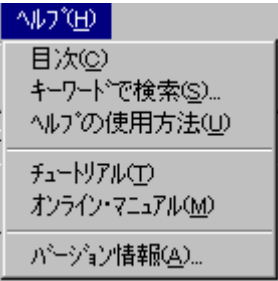 ﾍﾙﾌﾟ(H)
目次(C)
ｷｰﾜｰﾄﾞで検索(S)...
ﾍﾙﾌﾟの使用方法(U)
ﾁｭｰﾄﾘｱﾙ(T)
ｵﾝﾗｲﾝ･ﾏﾆｭｱﾙ(M)
ﾊﾞｰｼﾞｮﾝ情報(A)...